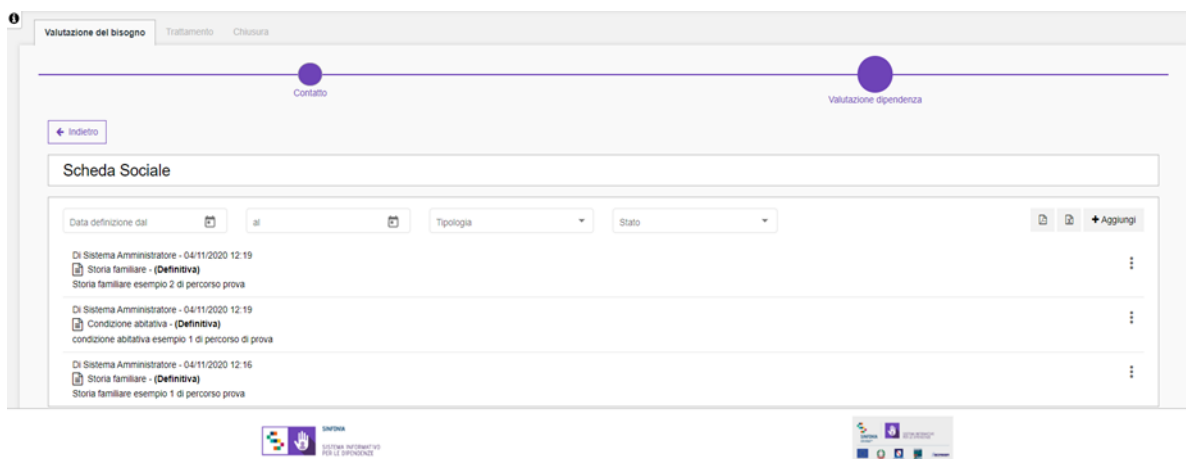 Valutazione del bisogno Trattamento Chiusura
Contatto Valutazione dipendenza
Indietro
Scheda Sociale
Data definizione dal al Tipologia Stato Aggiungi
Di Sistema Amministratore - 04/11/2020 12:19
Storia familiare - (Definitiva)
Storia familiare esempio 2 di percorso prova
Di Sistema Amministratore - 04/11/2020 12:19
Condizione abitativa - (Definitiva)
condizione abitativa esempio 1 di percorso di prova
Di Sistema Amministratore - 04/11/2020 12:16
Storia familiare - (Definitiva)
Storia familiare esempio 1 di percorso prova
SINFONIA
SISTEMA INFORMATIVO
PER LE DIPENDENZE
SINFONIA